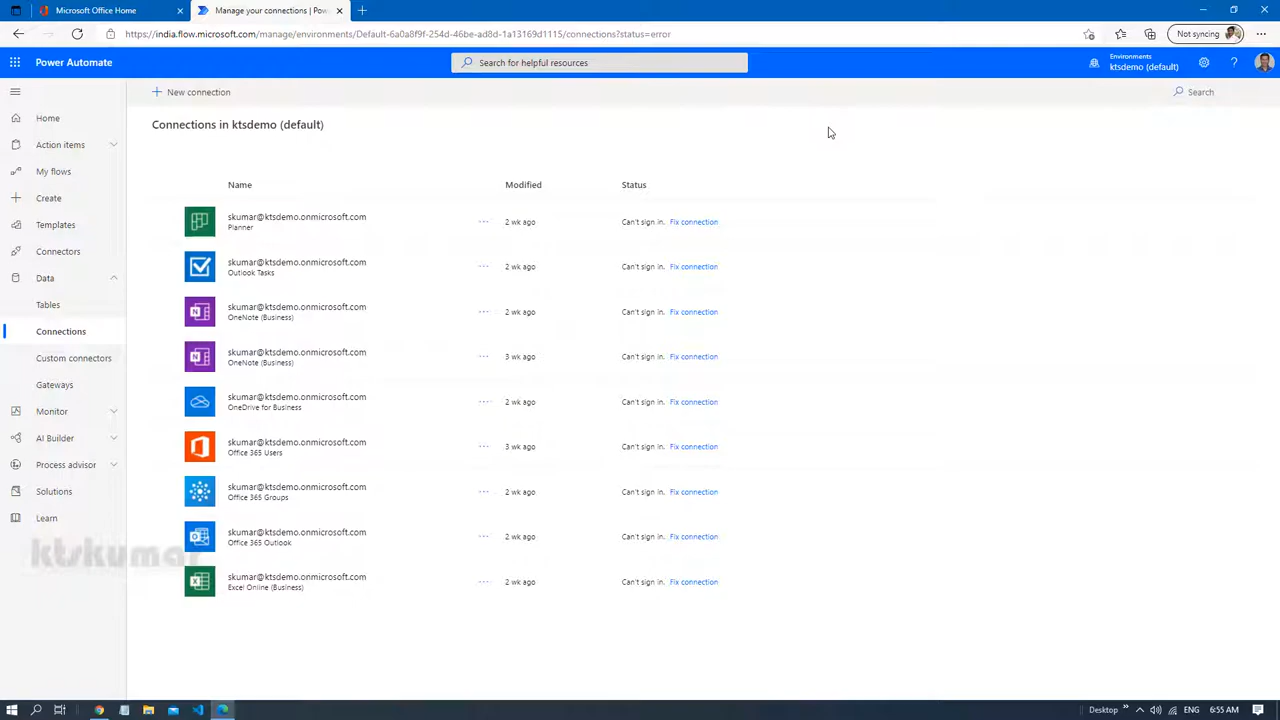 Microsoft Office Home
Manage your connections | Pow
https://india.flow.microsoft.com/manage/environments/Default-6a0a8f9f-254d-46be-ad8d-1a13169d1115/connections?status=error
Not syncing
Power Automate
Search for helpful resources
Environments
ktsdemo (default)
New connection
Search
Connections in ktsdemo (default)
Home
Action items
My flows
Create
Templates
Connectors
Data
Tables
Connections
Custom connectors
Gateways
Monitor
AI Builder
Process advisor
Solutions
Learn
Name Modified Status
skumar@ktsdemo.onmicrosoft.com
Planner
2 wk ago Can't sign in. Fix connection
skumar@ktsdemo.onmicrosoft.com
Outlook Tasks
2 wk ago Can't sign in. Fix connection
skumar@ktsdemo.onmicrosoft.com
OneNote (Business)
2 wk ago Can't sign in. Fix connection
skumar@ktsdemo.onmicrosoft.com
OneNote (Business)
3 wk ago Can't sign in. Fix connection
skumar@ktsdemo.onmicrosoft.com
OneDrive for Business
2 wk ago Can't sign in. Fix connection
skumar@ktsdemo.onmicrosoft.com
Office 365 Users
3 wk ago Can't sign in. Fix connection
skumar@ktsdemo.onmicrosoft.com
Office 365 Groups
2 wk ago Can't sign in. Fix connection
skumar@ktsdemo.onmicrosoft.com
Office 365 Outlook
2 wk ago Can't sign in. Fix connection
skumar@ktsdemo.onmicrosoft.com
Excel Online (Business)
2 wk ago Can't sign in. Fix connection
ktskumar
Desktop
6:55 AM